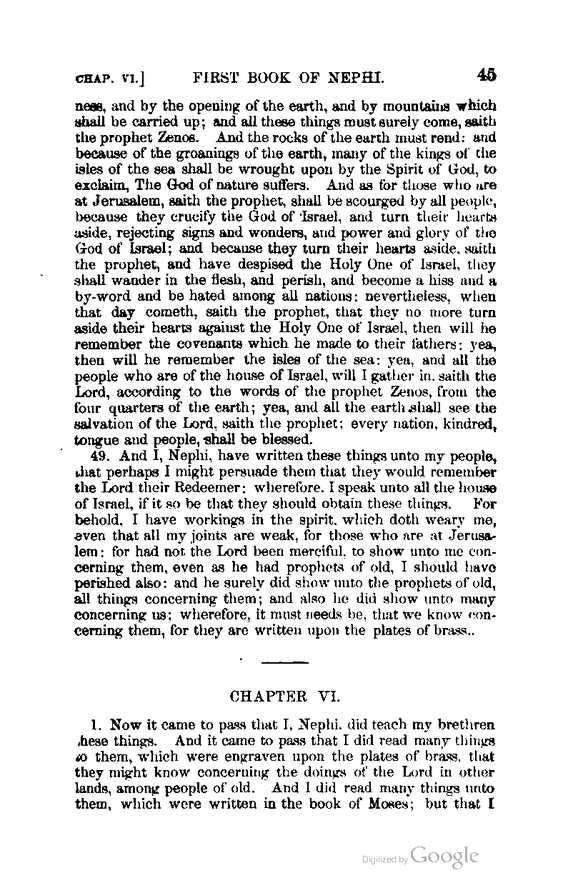 CHAP. VI.] FIRST BOOK OF NEPHI. 45
ness, and by the opening of the earth, and by mountains which
shall be carried up; and all these things must surely come, saith
the prophet Zenos. And the rocks of the earth must rend: and
because of the groanings of the earth, many of the kings of the
isles of the sea shall be wrought upon by the Spirit of God, to
exclaim, The God of nature suffers. And as for those who are
at Jerusalem, saith the prophet, shall be scourged by all people,
because they crucify the God of Israel, and turn their hearts
aside, rejecting signs and wonders, and power and glory of the
God of Israel; and because they turn their hearts aside, saith
the prophet, and have despised the Holy One of Israel, they
shall wander in the flesh, and perish, and become a hiss and a
by-word and be hated among all nations: nevertheless, when
that day cometh, saith the prophet, that they no more turn
aside their hearts against the Holy One of Israel, then will he
remember the covenants which he made to their fathers; yea,
then will he remember the isles of the sea: yea, and all the
people who are of the house of Israel, will I gather in, saith the
Lord, according to the words of the prophet Zenos, from the
four quarters of the earth; yea, and all the earth shall see the
salvation of the Lord, saith the prophet; every nation, kindred,
tongue and people, shall be blessed.
49. And I, Nephi, have written these things unto my people,
that perhaps I might persuade them that they would remember
the Lord their Redeemer: wherefore, I speak unto all the house
of Israel, if it so be that they should obtain these things. For
behold, I have workings in the spirit, which doth weary me,
even that all my joints are weak, for those who are at Jerusa-
lem: for had not the Lord been merciful, to show unto me con-
cerning them, even as he had prophets of old, I should have
perished also: and he surely did show unto the prophets of old,
all things concerning them; and also he did show unto many
concerning us; wherefore, it must needs be, that we know con-
cerning them, for they are written upon the plates of brass..
CHAPTER VI.
1. Now it came to pass that I, Nephi, did teach my brethren
these things. And it came to pass that I did read many things
to them, which were engraven upon the plates of brass, that
they might know concerning the doings of the Lord in other
lands, among people of old. And I did read many things unto
them, which were written in the book of Moses; but that I
Digitized by Google